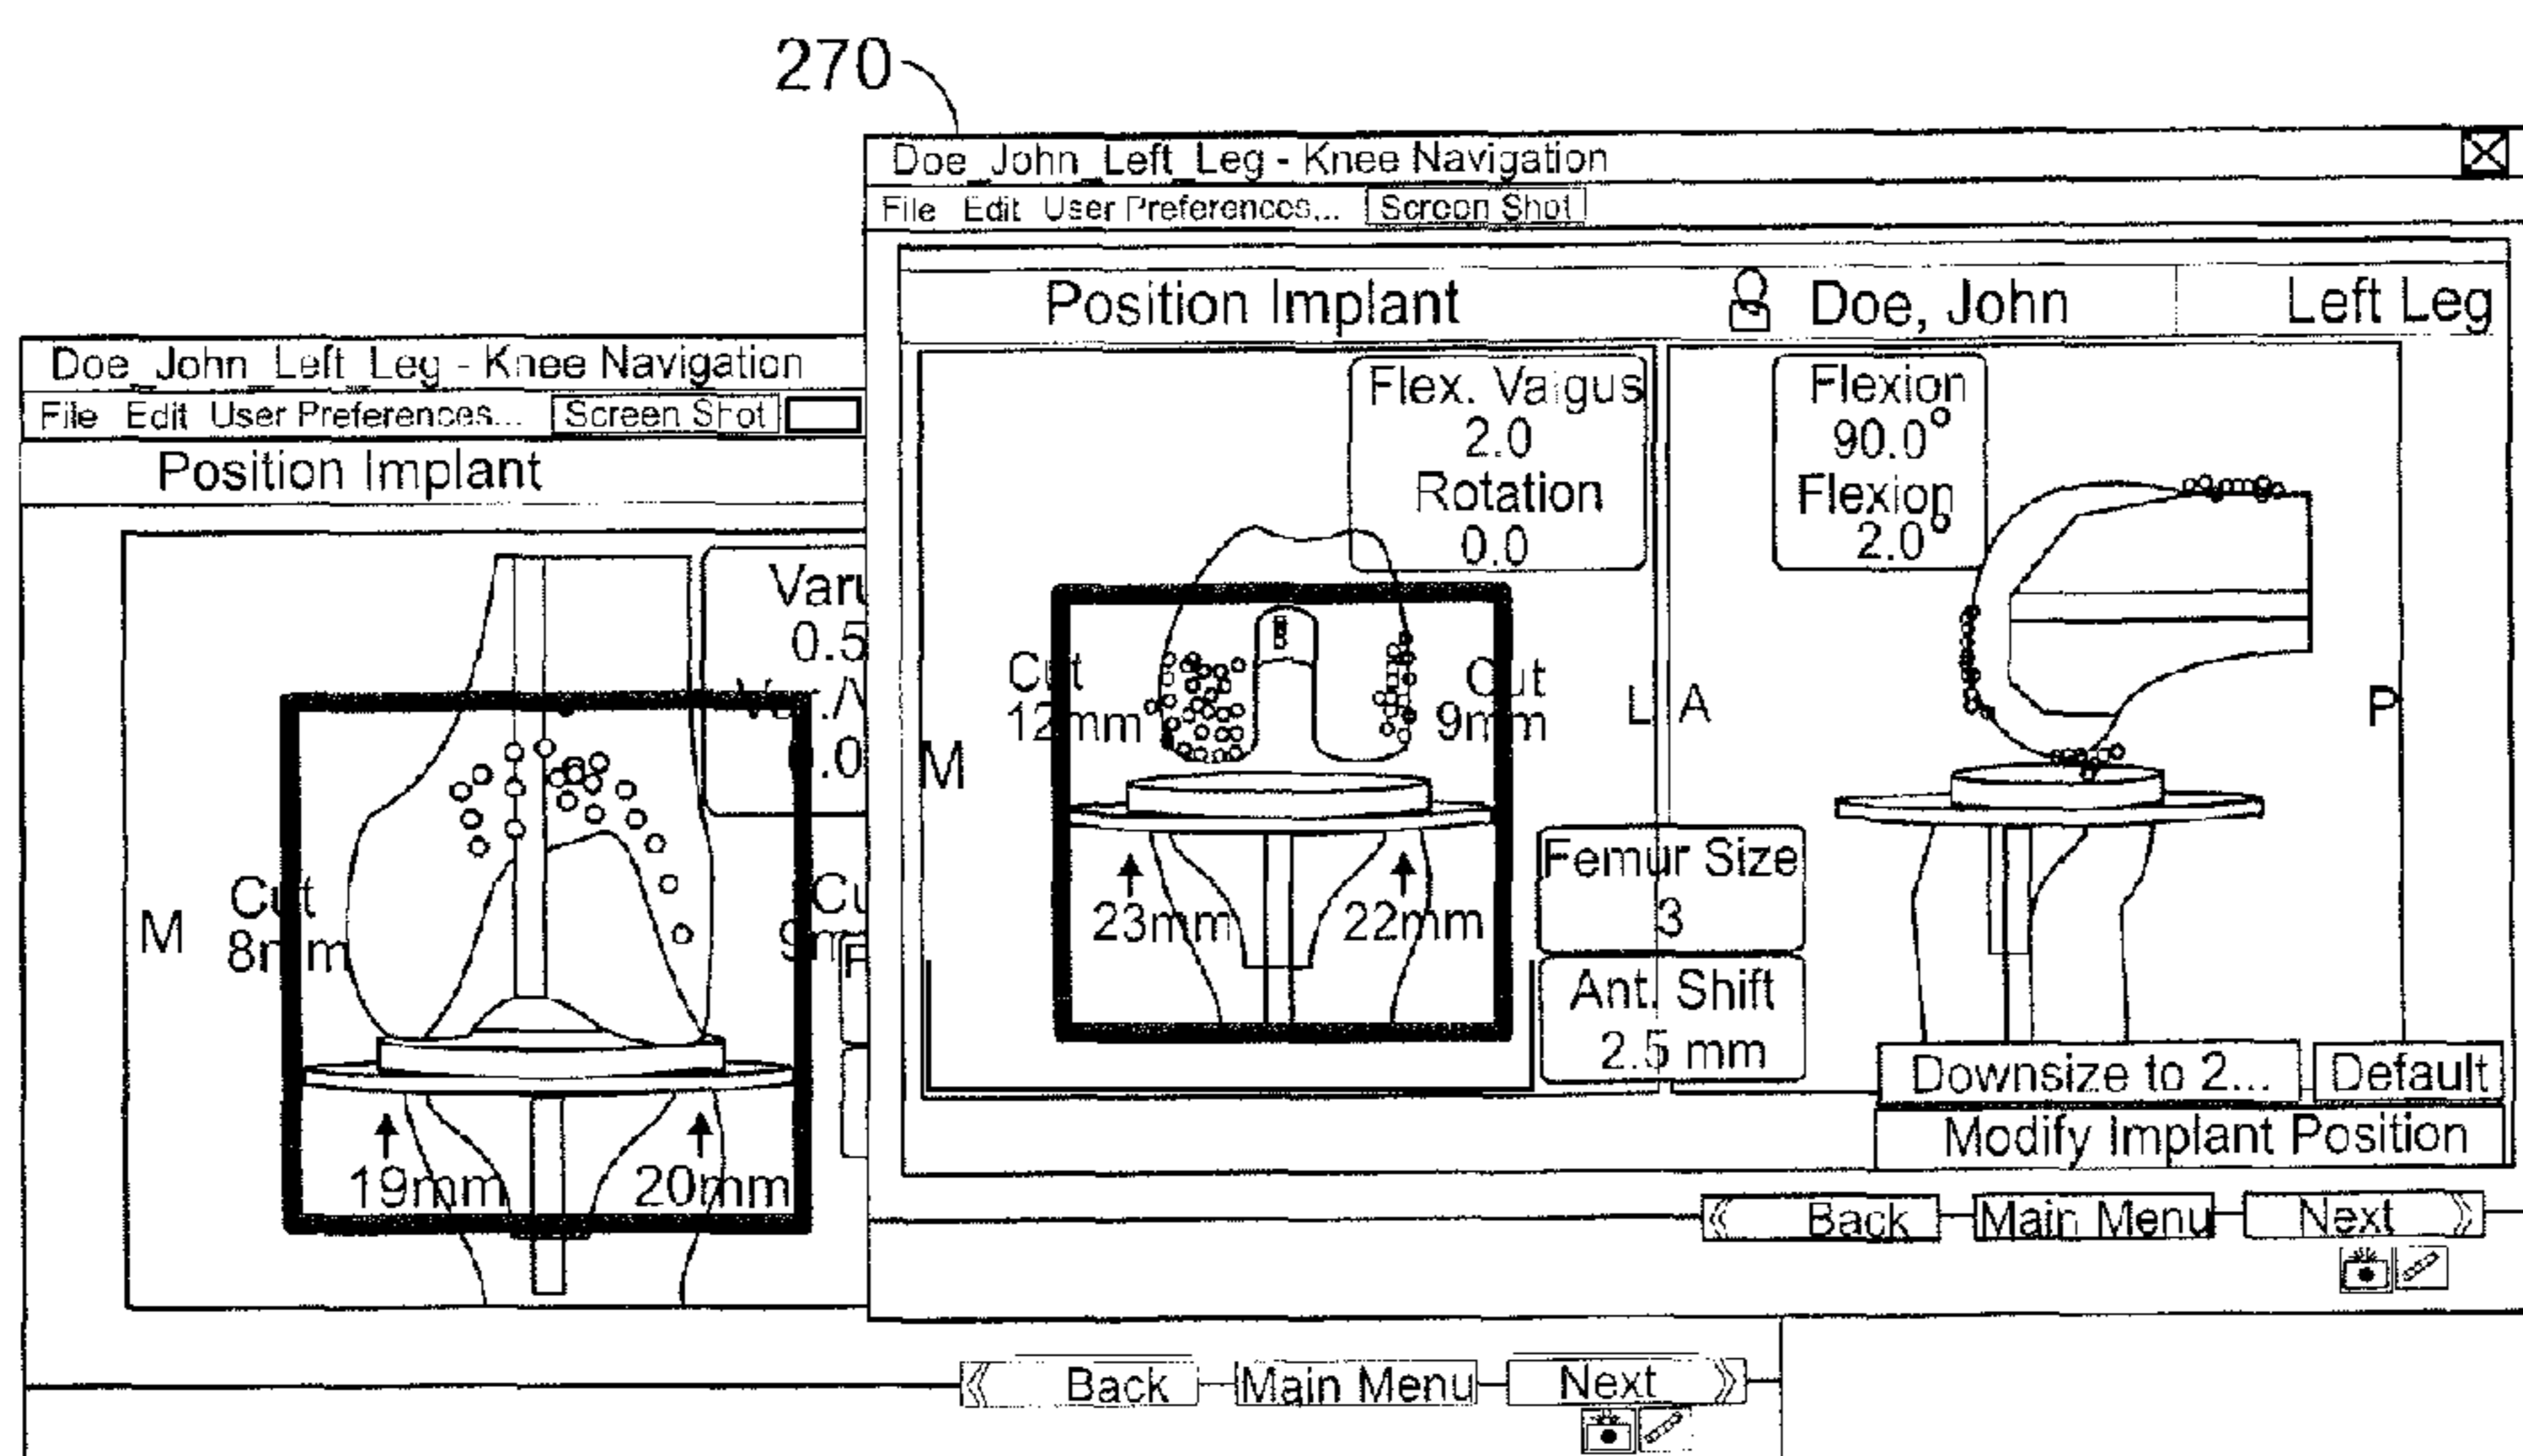 270
Doe_John_Left_Leg - Knee Navigation
File Edit User Preferences... Screen Shot
Position Implant Doe, John Left Leg
Flex. Valgus
2.0
Rotation
0.0
Flexion
90.0°
Flexion
2.0°
Cut
12mm
Cut
9mm
M
L
A
P
23mm
22mm
Femur Size
3
Ant. Shift
2.5 mm
Downsize to 2... Default
Modify Implant Position
Back Main Menu Next
Doe_John_Left_Leg - Knee Navigation
File Edit User Preferences... Screen Shot
Position Implant
0.5
M
Cut
8mm
19mm
20mm
Back Main Menu Next